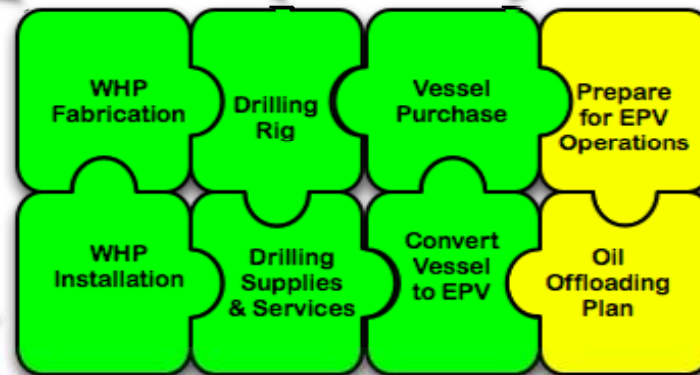 WHP
Fabrication
Drilling
Rig
Vessel
Purchase
Prepare
for EPV
Operations
WHP
Installation
Drilling
Supplies
& Services
Convert
Vessel
to EPV
Oil
Offloading
Plan